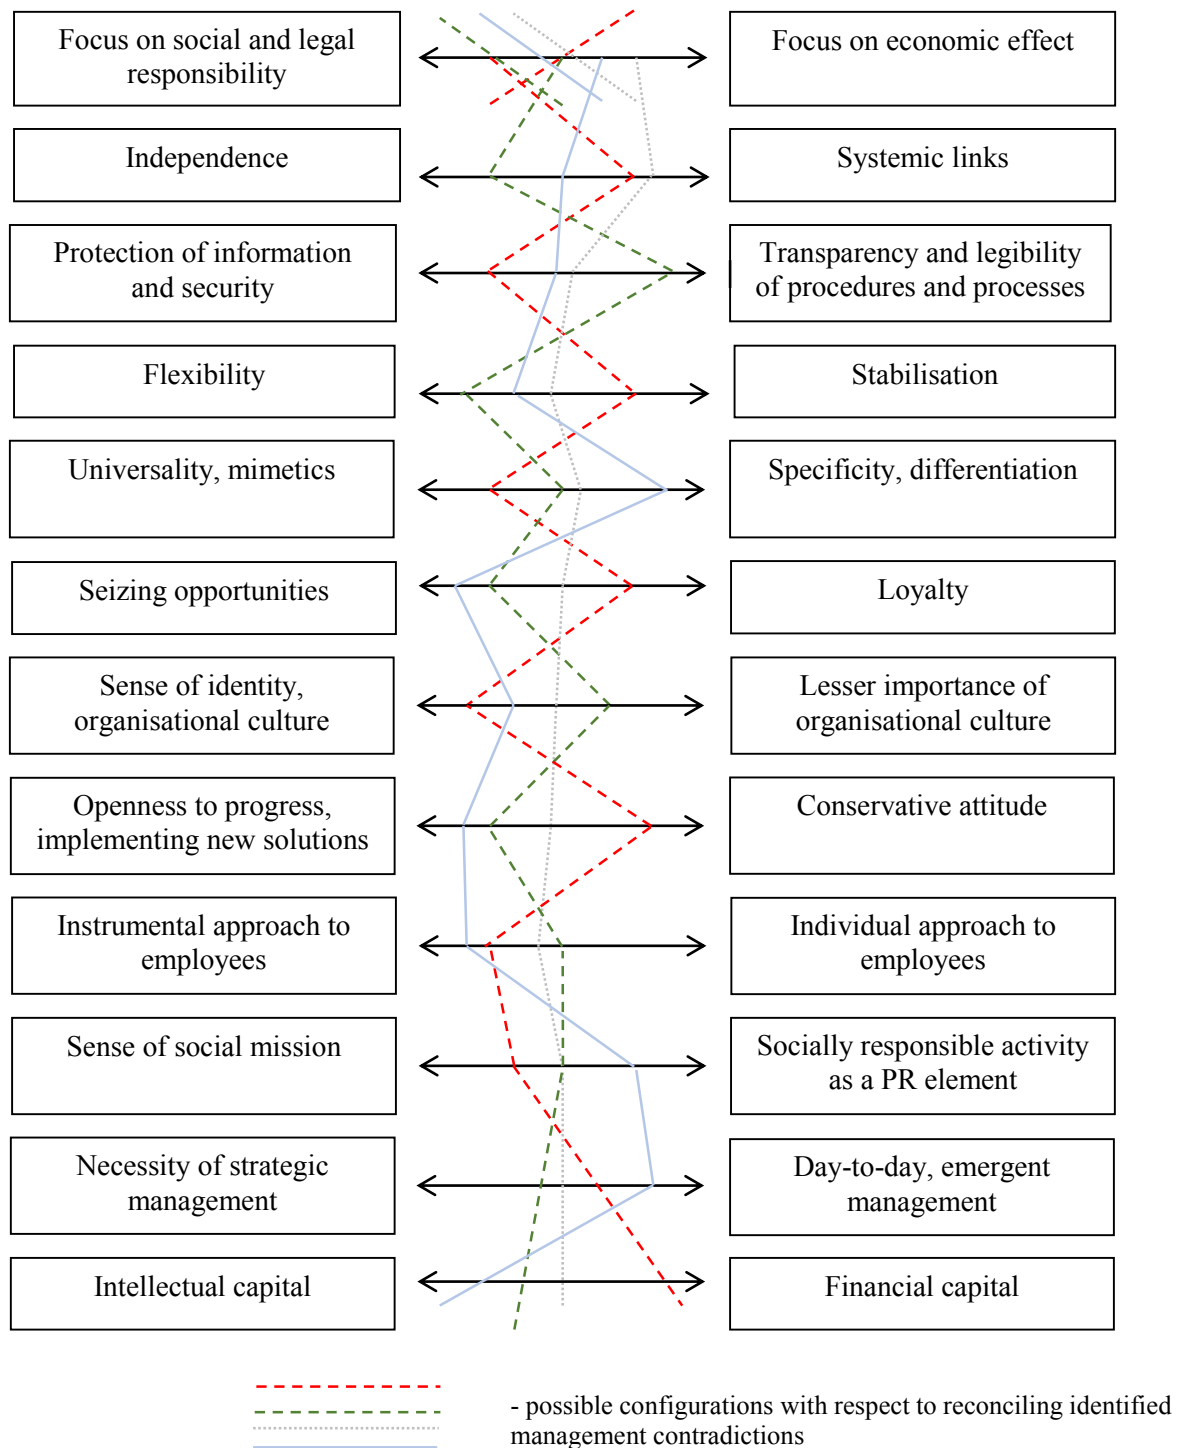 Focus on social and legal
responsibility
Focus on economic effect
Independence
Systemic links
Protection of information
and security
Transparency and legibility
of procedures and processes
Flexibility
Stabilisation
Universality, mimetics
Specificity, differentiation
Seizing opportunities
Loyalty
Sense of identity,
organisational culture
Lesser importance of
organisational culture
Openness to progress,
implementing new solutions
Conservative attitude
Instrumental approach to
employees
Individual approach to
employees
Sense of social mission
Socially responsible activity
as a PR element
Necessity of strategic
management
Day-to-day, emergent
management
Intellectual capital
Financial capital
- possible configurations with respect to reconciling identified
management contradictions